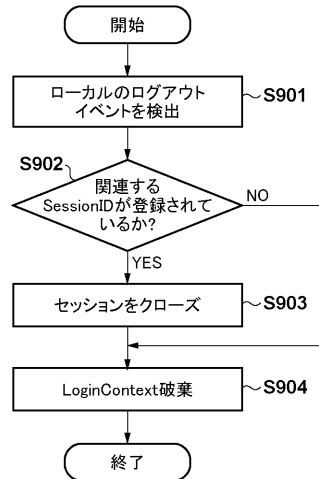 開始
ローカルのログアウト
イベントを検出
S901
S902
関連する
SessionIDが登録されて
いるか?
NO
YES
セッションをクローズ
S903
LoginContext破棄
S904
終了